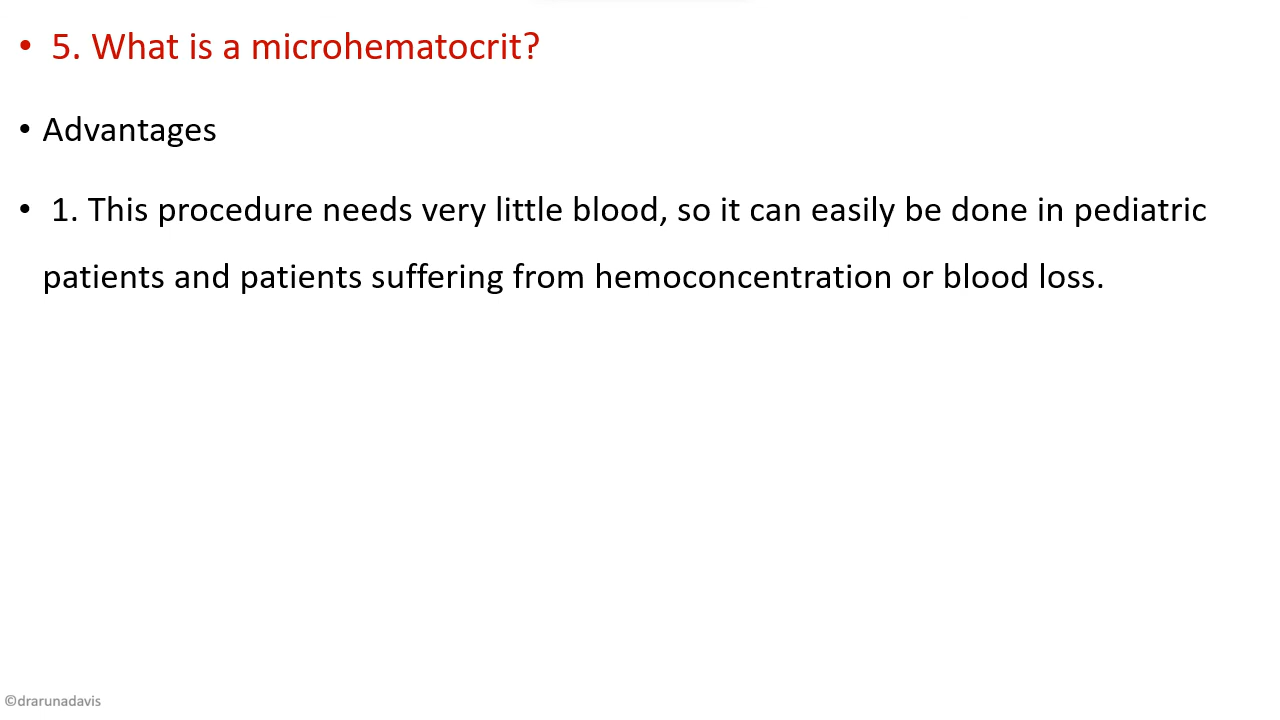 • 5. What is a microhematocrit?
• Advantages
• 1. This procedure needs very little blood, so it can easily be done in pediatric
patients and patients suffering from hemoconcentration or blood loss.
©drarunadavis